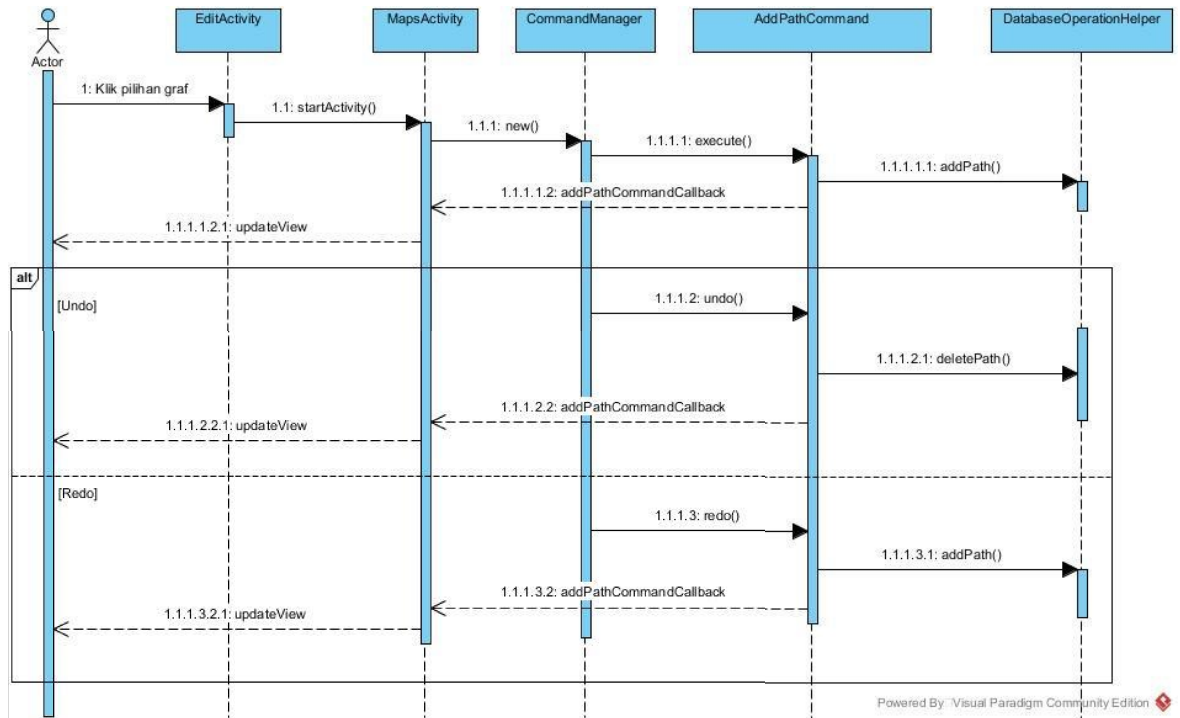 EditActivity
MapsActivity
CommandManager
AddPathCommand
DatabaseOperationHelper
Actor
1: Klik pilihan graf
1.1: startActivity()
1.1.1: new()
1.1.1.1: execute()
1.1.1.1.1: addPath()
1.1.1.1.2: addPathCommandCallback
1.1.1.1.2.1: updateView
alt
[Undo]
1.1.1.2: undo()
1.1.1.2.1: deletePath()
1.1.1.2.2: addPathCommandCallback
1.1.1.2.2.1: updateView
[Redo]
1.1.1.3: redo()
1.1.1.3.1: addPath()
1.1.1.3.2: addPathCommandCallback
1.1.1.3.2.1: updateView
Powered By Visual Paradigm Community Edition